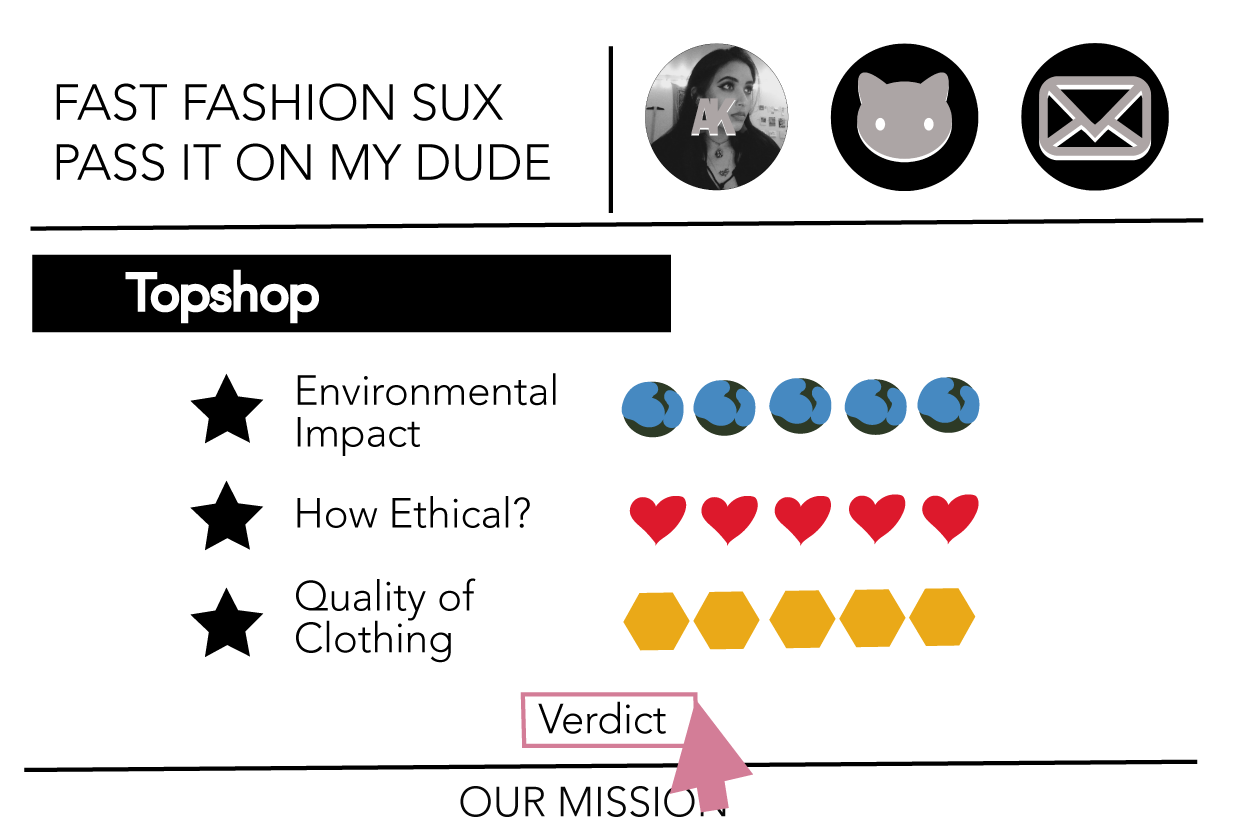 FAST FASHION SUX
PASS IT ON MY DUDE
AK
Topshop
Environmental
Impact
How Ethical?
Quality of
Clothing
Verdict
OUR MISSION